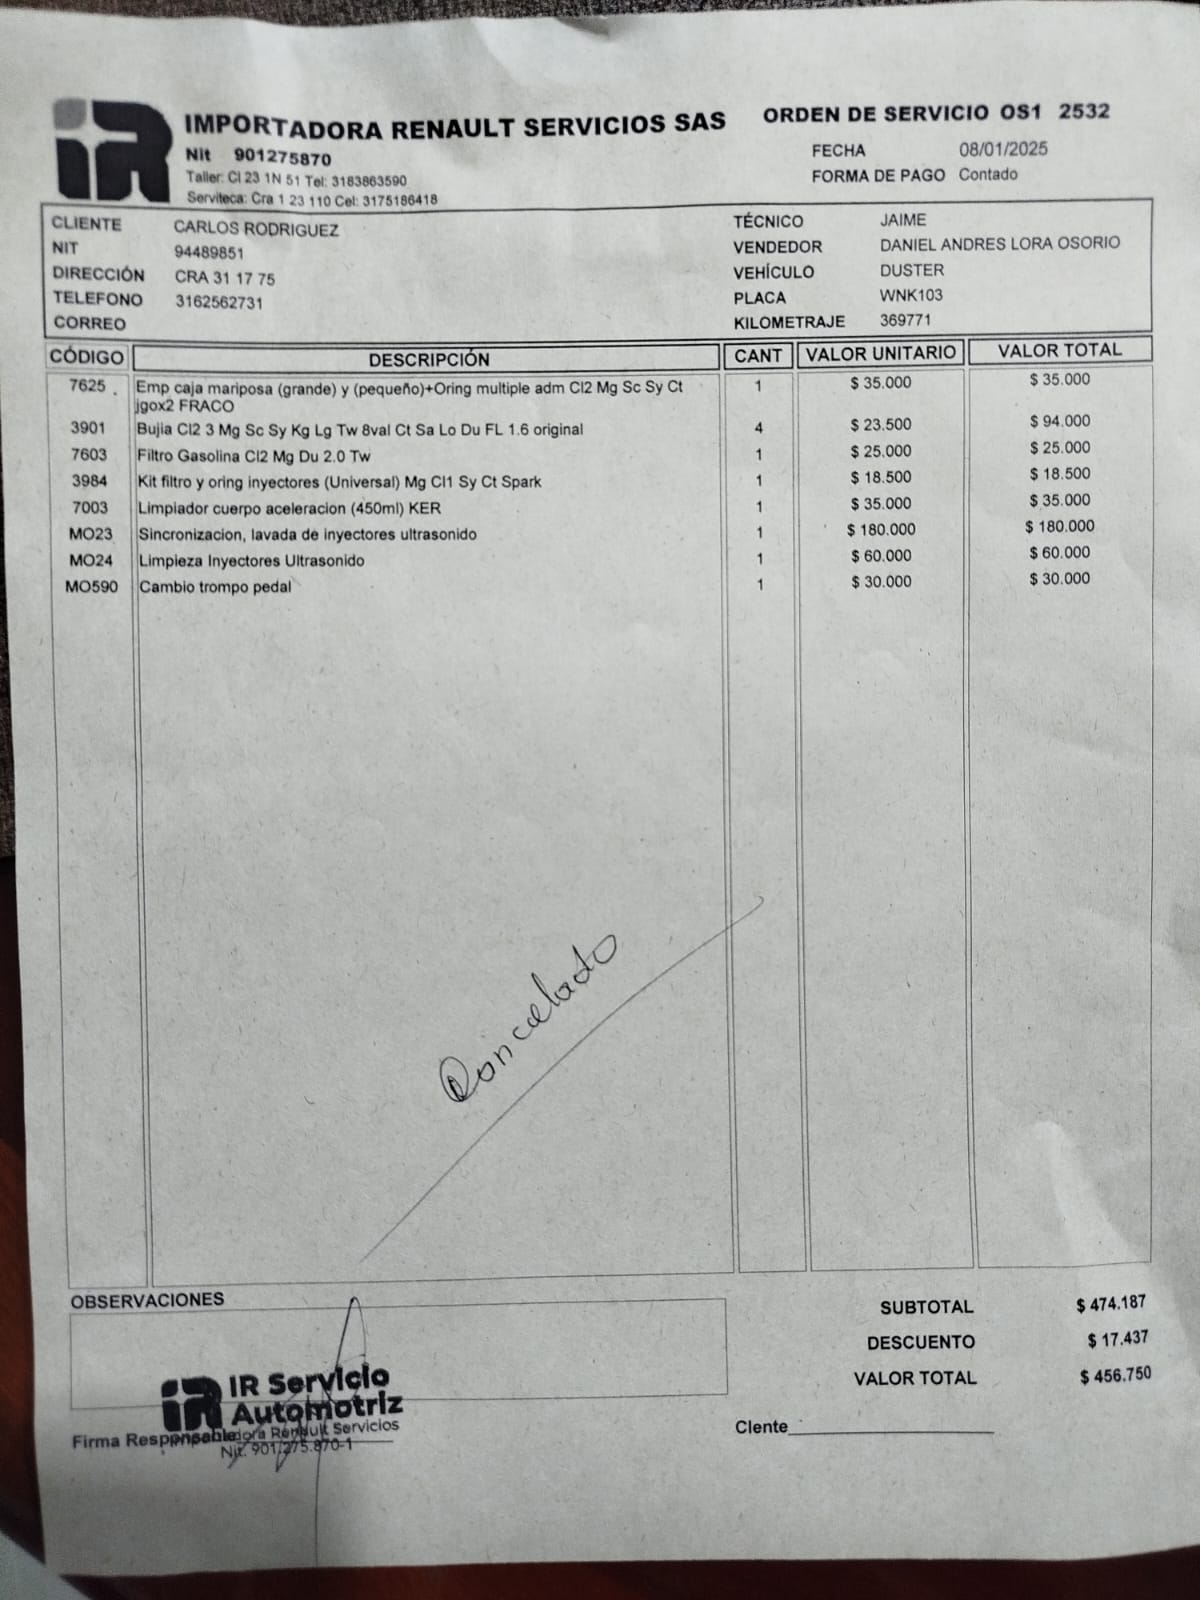 iR
IMPORTADORA RENAULT SERVICIOS SAS
Nit 901275870
Taller: Cl 23 1N 51 Tel: 3183863590
Serviteca: Cra 1 23 110 Cel: 3175186418
ORDEN DE SERVICIO OS1 2532
FECHA 08/01/2025
FORMA DE PAGO Contado
CLIENTE CARLOS RODRIGUEZ
NIT 94489851
DIRECCIÓN CRA 31 17 75
TELEFONO 3162562731
CORREO
TÉCNICO JAIME
VENDEDOR DANIEL ANDRES LORA OSORIO
VEHÍCULO DUSTER
PLACA WNK103
KILOMETRAJE 369771
CÓDIGO DESCRIPCIÓN CANT VALOR UNITARIO VALOR TOTAL
7625 Emp caja mariposa (grande) y (pequeño)+Oring multiple adm Cl2 Mg Sc Sy Ct 1 $ 35.000 $ 35.000
jgox2 FRACO
3901 Bujia Cl2 3 Mg Sc Sy Kg Lg Tw 8val Ct Sa Lo Du FL 1.6 original 4 $ 23.500 $ 94.000
7603 Filtro Gasolina Cl2 Mg Du 2.0 Tw 1 $ 25.000 $ 25.000
3984 Kit filtro y oring inyectores (Universal) Mg Cl1 Sy Ct Spark 1 $ 18.500 $ 18.500
7003 Limpiador cuerpo aceleracion (450ml) KER 1 $ 35.000 $ 35.000
MO23 Sincronizacion, lavada de inyectores ultrasonido 1 $ 180.000 $ 180.000
MO24 Limpieza Inyectores Ultrasonido 1 $ 60.000 $ 60.000
MO590 Cambio trompo pedal 1 $ 30.000 $ 30.000
Cancelado
OBSERVACIONES
SUBTOTAL $ 474.187
DESCUENTO $ 17.437
VALOR TOTAL $ 456.750
iR IR Servicio
Automotriz
Renault Servicios
Nit. 901.275.870-1
Firma Responsable
Clente